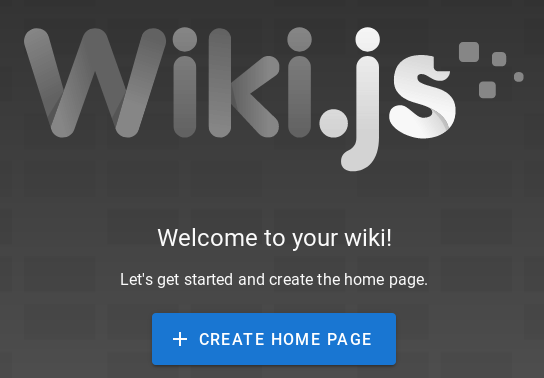 Wiki.js
Welcome to your wiki!
Let's get started and create the home page.
+ CREATE HOME PAGE